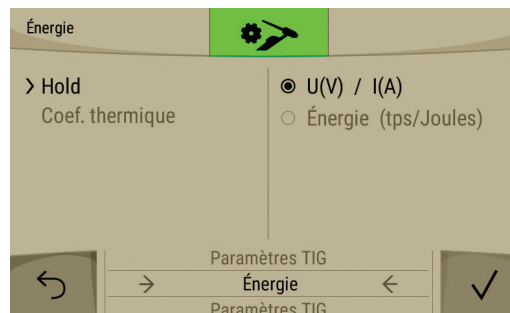 Énergie
> Hold
Coef. thermique
U(V) / I(A)
Énergie (tps/Joules)
Paramètres TIG
Énergie
Paramètres TIG